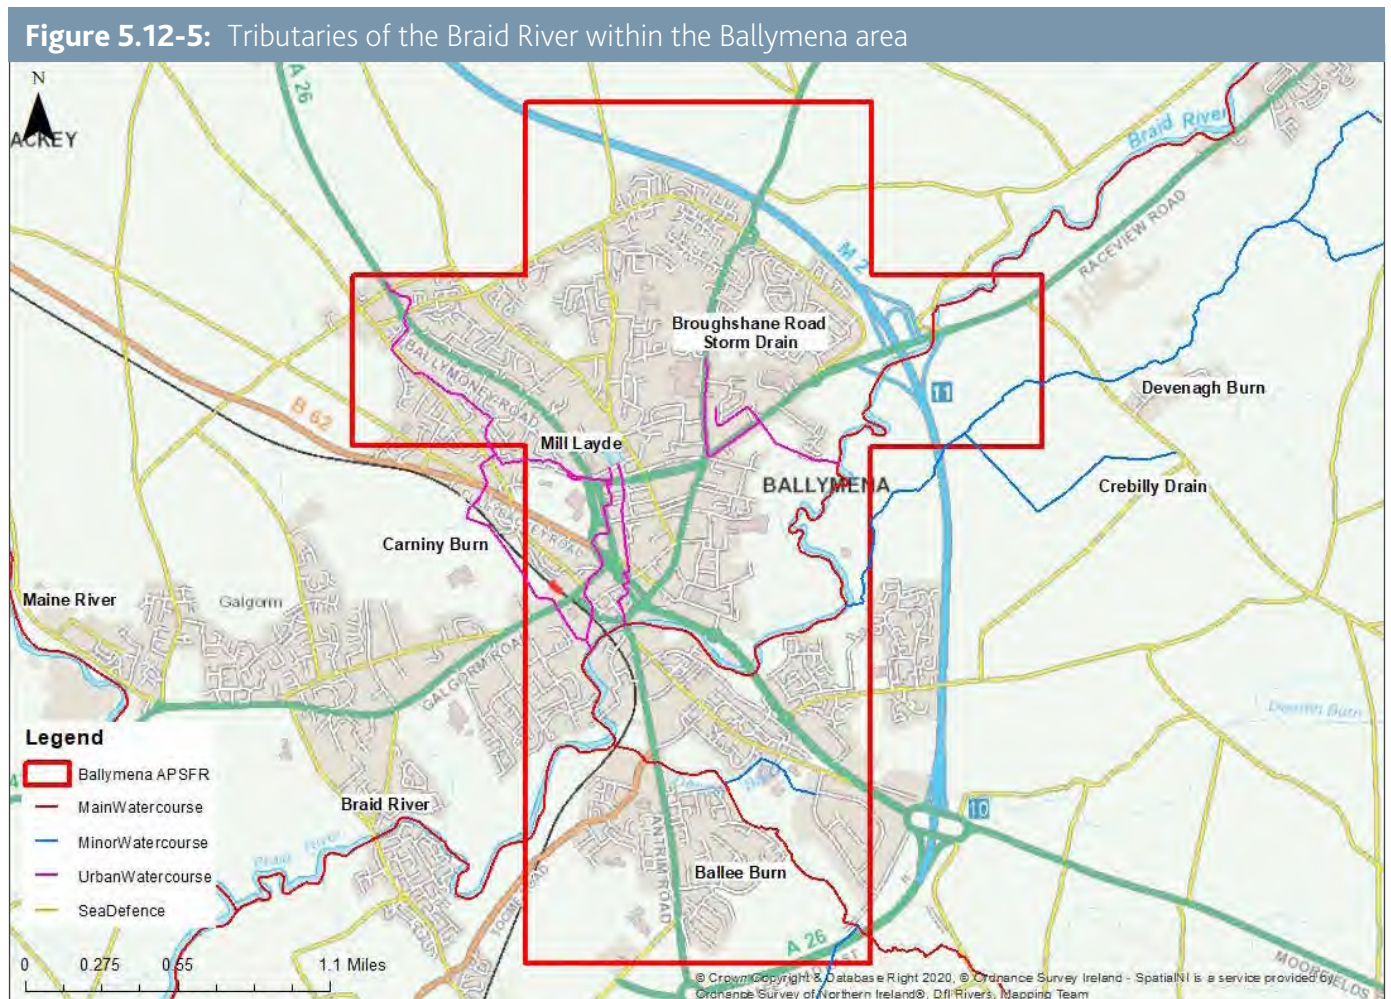 Figure 5.12-5: Tributaries of the Braid River within the Ballymena area
N
A 26
ACKEY
Braid River
RACEVIEW ROAD
M 2
Broughshane Road
Storm Drain
BALLYMONEY ROAD
B 62
11
Devenagh Burn
Mill Layde
BALLYMENA
Crebilly Drain
Carniny Burn
Maine River
Galgorm
GALGORM ROAD
Legend
Ballymena APSFR
MainWatercourse
MinorWatercourse
UrbanWatercourse
SeaDefence
Braid River
Braid River
10
ANTRIM ROAD
Ballee Burn
A 26
0 0.275 0.55 1.1 Miles
© Crown Copyright & Database Right 2020, © Ordnance Survey Ireland - SpatialNI is a service provided by
Ordnance Survey of Northern Ireland®, DfI Rivers, Mapping Team